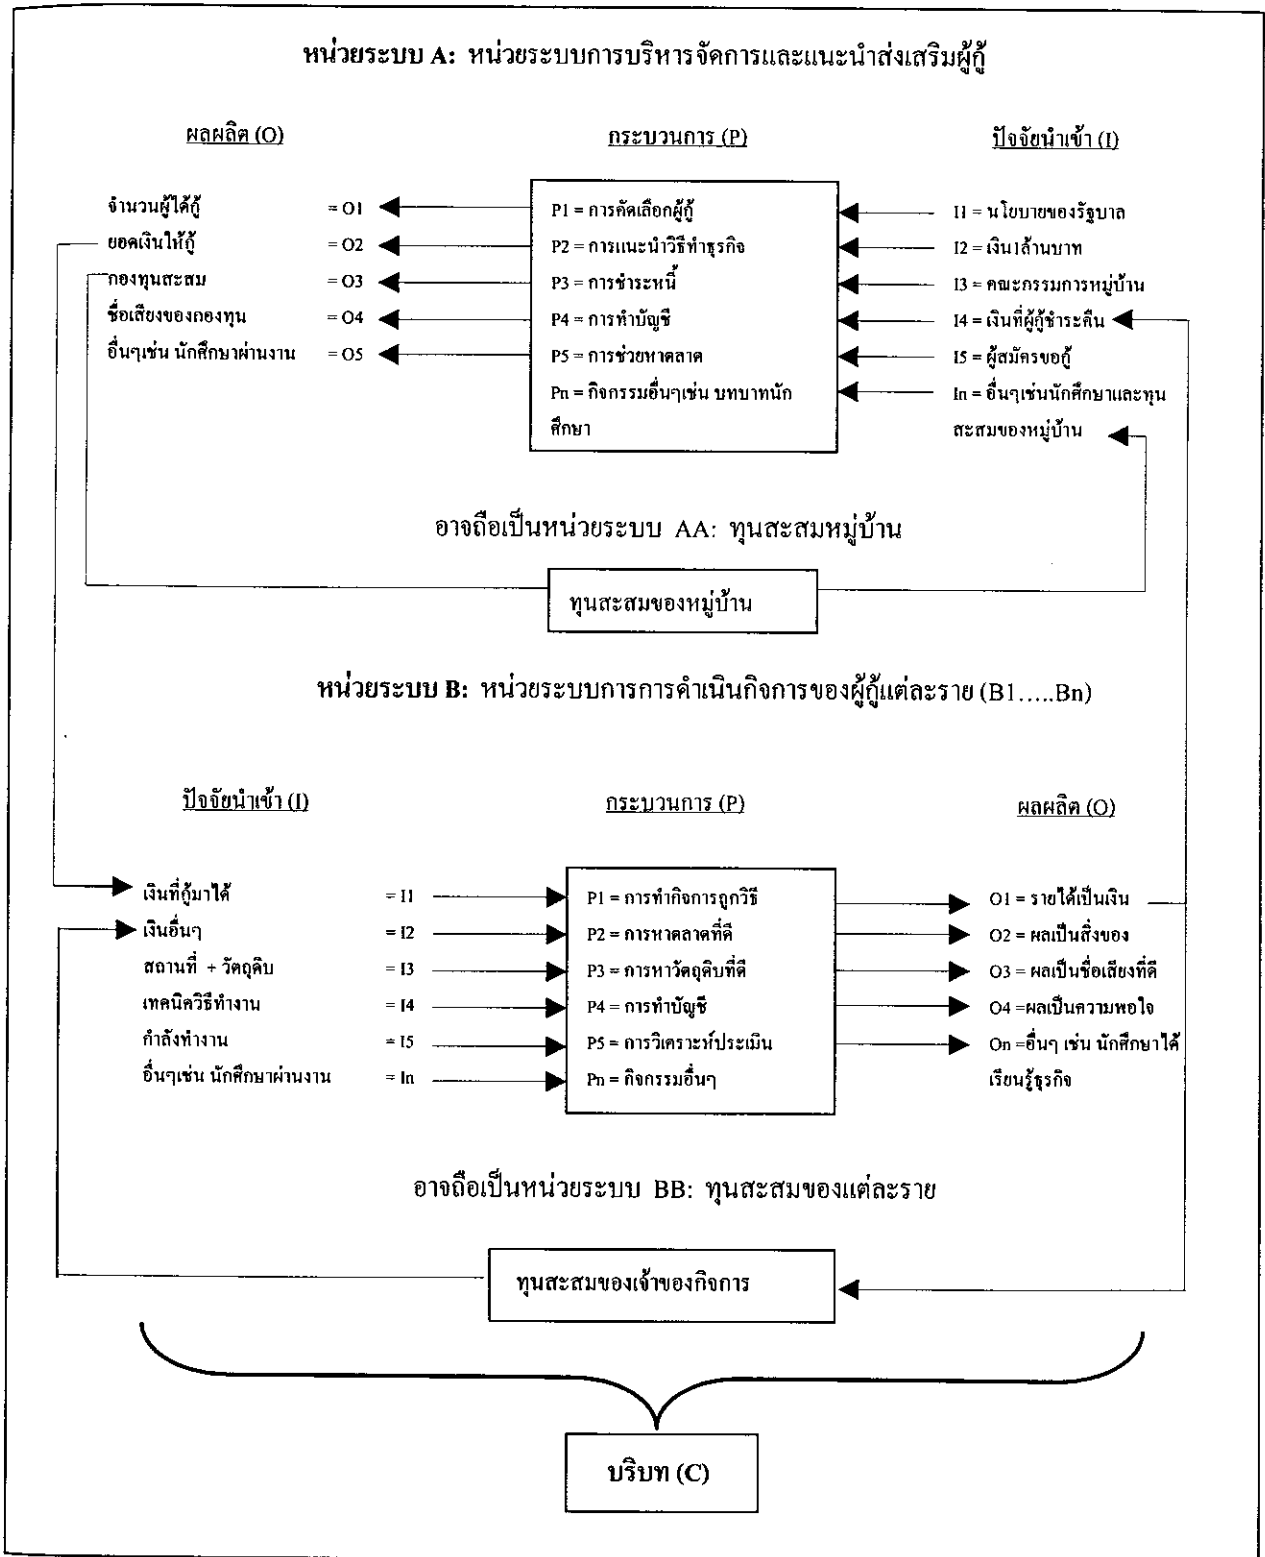 หน่วยระบบ A: หน่วยระบบการบริหารจัดการและแนะนำส่งเสริมผู้กู้
ผลผลิต (O) กระบวนการ (P) ปัจจัยนำเข้า (I)
จำนวนผู้ได้กู้ = O1 P1 = การคัดเลือกผู้กู้ I1 = นโยบายของรัฐบาล
ยอดเงินให้กู้ = O2 P2 = การแนะนำวิธีทำธุรกิจ I2 = เงิน1ล้านบาท
กองทุนสะสม = O3 P3 = การชำระหนี้ I3 = คณะกรรมการหมู่บ้าน
ชื่อเสียงของกองทุน = O4 P4 = การทำบัญชี I4 = เงินที่ผู้กู้ชำระคืน
อื่นๆเช่น นักศึกษาผ่านงาน = O5 P5 = การช่วยหาตลาด I5 = ผู้สมัครขอกู้
Pn = กิจกรรมอื่นๆเช่น บทบาทนัก In = อื่นๆเช่นนักศึกษาและทุน
ศึกษา สะสมของหมู่บ้าน
อาจถือเป็นหน่วยระบบ AA: ทุนสะสมหมู่บ้าน
ทุนสะสมของหมู่บ้าน
หน่วยระบบ B: หน่วยระบบการการดำเนินกิจการของผู้กู้แต่ละราย (B1.....Bn)
ปัจจัยนำเข้า (I) กระบวนการ (P) ผลผลิต (O)
เงินที่กู้มาได้ = I1 P1 = การทำกิจการถูกวิธี O1 = รายได้เป็นเงิน
เงินอื่นๆ = I2 P2 = การหาตลาดที่ดี O2 = ผลเป็นสิ่งของ
สถานที่ + วัตถุดิบ = I3 P3 = การหาวัตถุดิบที่ดี O3 = ผลเป็นชื่อเสียงที่ดี
เทคนิควิธีทำงาน = I4 P4 = การทำบัญชี O4 =ผลเป็นความพอใจ
กำลังทำงาน = I5 P5 = การวิเคราะห์ประเมิน On =อื่นๆ เช่น นักศึกษาได้
อื่นๆเช่น นักศึกษาผ่านงาน = In Pn = กิจกรรมอื่นๆ เรียนรู้ธุรกิจ
อาจถือเป็นหน่วยระบบ BB: ทุนสะสมของแต่ละราย
ทุนสะสมของเจ้าของกิจการ
บริบท (C)